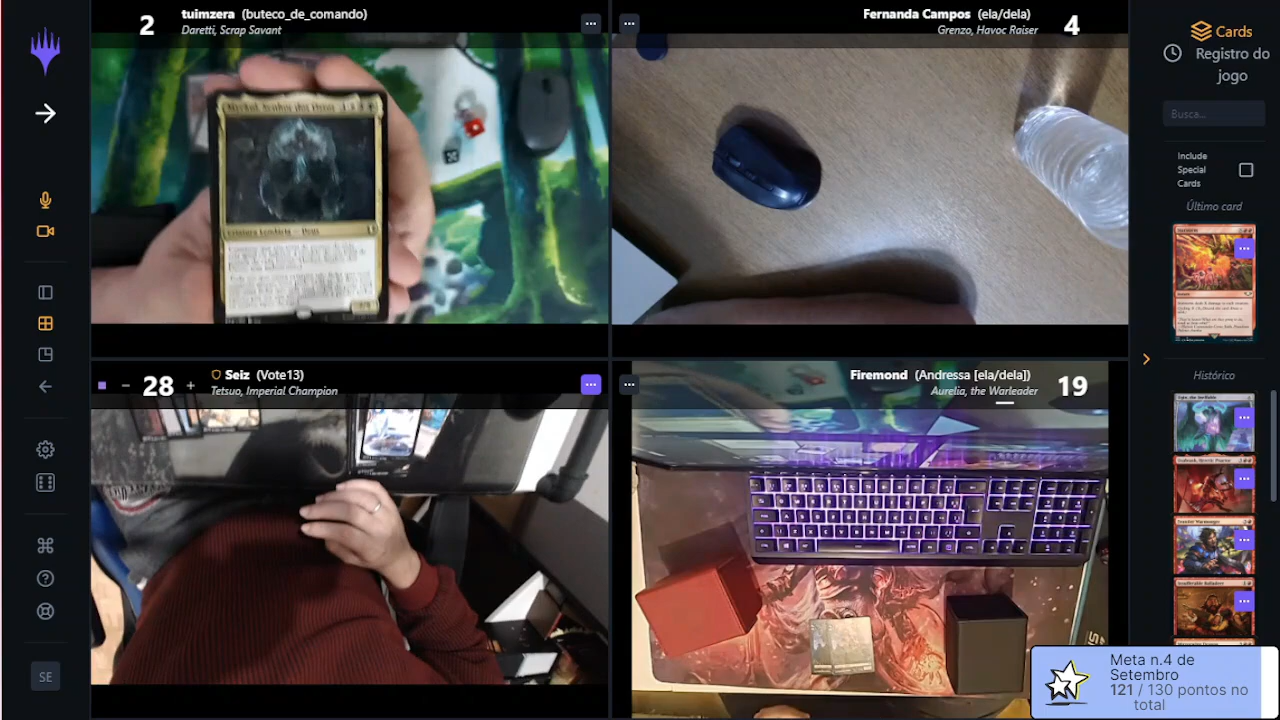 2
tuimzera (buteco_de_comando)
Daretti, Scrap Savant
Fernanda Campos (ela/dela)
Grenzo, Havoc Raiser
4
Cards
Registro do
jogo
Busca...
Include
Special
Cards
Último card
− 28 +
Seiz (Vote13)
Tetsuo, Imperial Champion
Firemond (Andressa [ela/dela])
Aurelia, the Warleader
19
Histórico
SE
Meta n.4 de
Setembro
121 / 130 pontos no
total